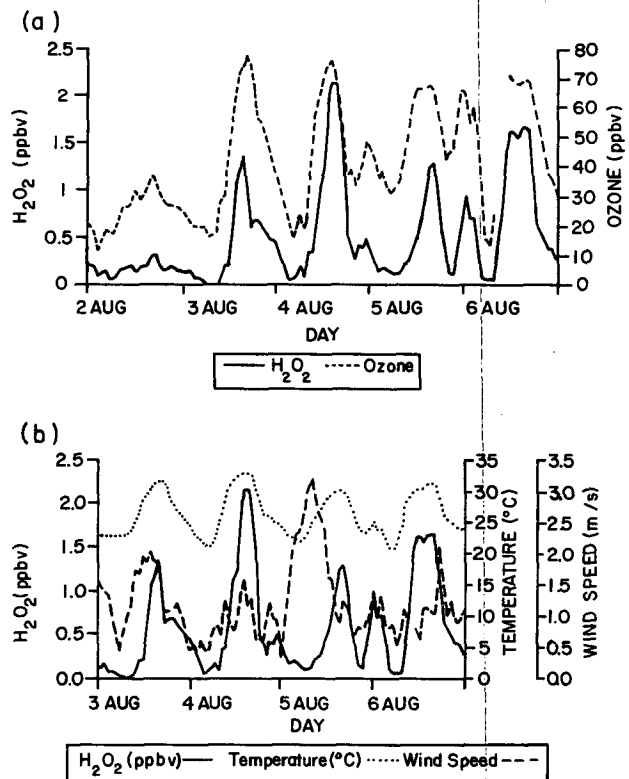 (a)
2.5
2
1.5
1
0.5
0
H₂O₂ (ppbv)
80
70
60
50
40
30
20
10
0
OZONE (ppbv)
2 AUG 3 AUG 4 AUG 5 AUG 6 AUG
DAY
H₂O₂ Ozone
(b)
2.5
2.0
1.5
1.0
0.5
0.0
H₂O₂(ppbv)
35
30
25
20
15
10
5
0
TEMPERATURE (°C)
3.5
3.0
2.5
2.0
1.5
1.0
0.5
0.0
WIND SPEED (m/s)
3 AUG 4 AUG 5 AUG 6 AUG
DAY
H₂O₂ (ppbv) Temperature (°C) Wind Speed